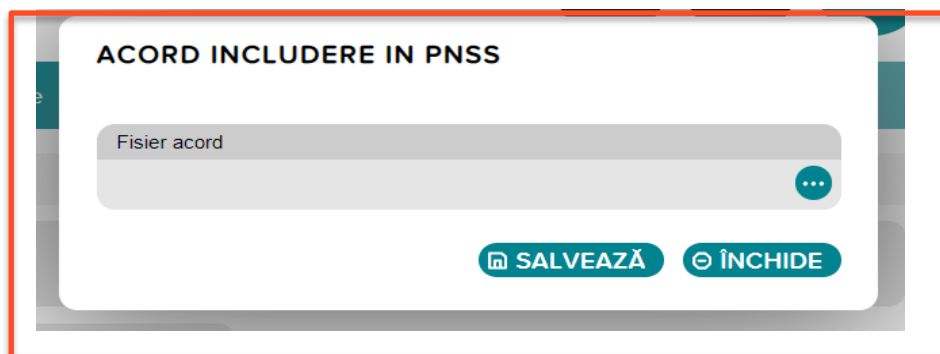 ACORD INCLUDERE IN PNSS
e
Fisier acord
SALVEAZĂ
ÎNCHIDE